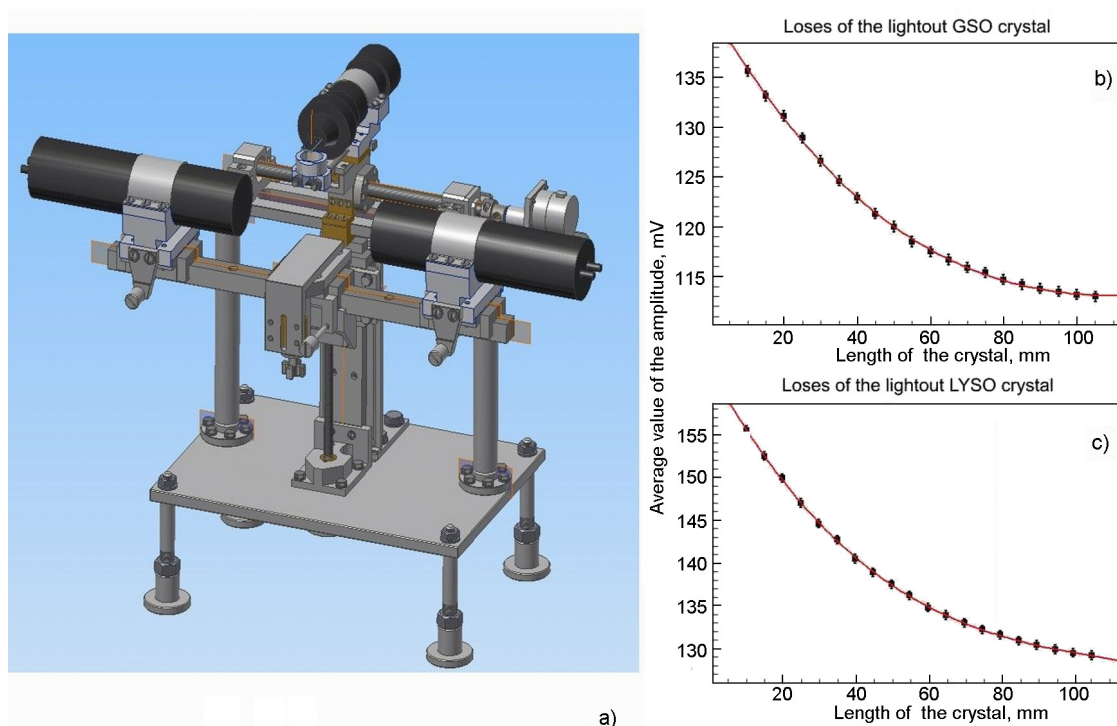 a)
Loses of the lightout GSO crystal
b)
135
130
125
120
115
20 40 60 80 100
Length of the crystal, mm
Average value of the amplitude, mV
Loses of the lightout LYSO crystal
c)
155
150
145
140
135
130
20 40 60 80 100
Length of the crystal, mm